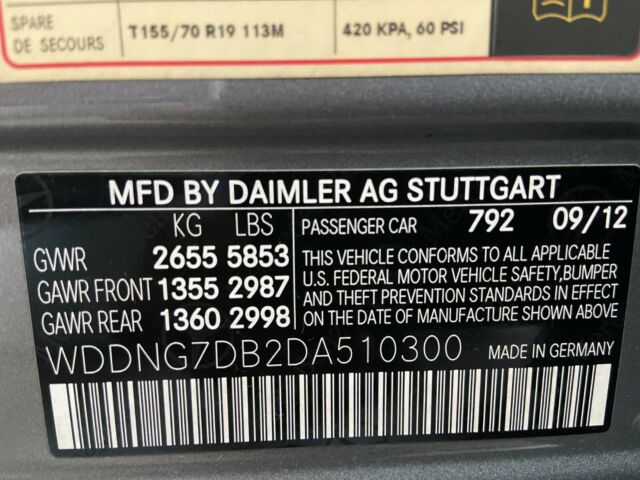 SPARE
DE SECOURS
T155/70 R19 113M
420 KPA, 60 PSI
MFD BY DAIMLER AG STUTTGART
KG LBS
GVWR 2655 5853
GAWR FRONT 1355 2987
GAWR REAR 1360 2998
PASSENGER CAR 792 09/12
THIS VEHICLE CONFORMS TO ALL APPLICABLE
U.S. FEDERAL MOTOR VEHICLE SAFETY,BUMPER
AND THEFT PREVENTION STANDARDS IN EFFECT
ON THE DATE OF MANUFACTURE SHOWN ABOVE.
WDDNG7DB2DA510300
MADE IN GERMANY